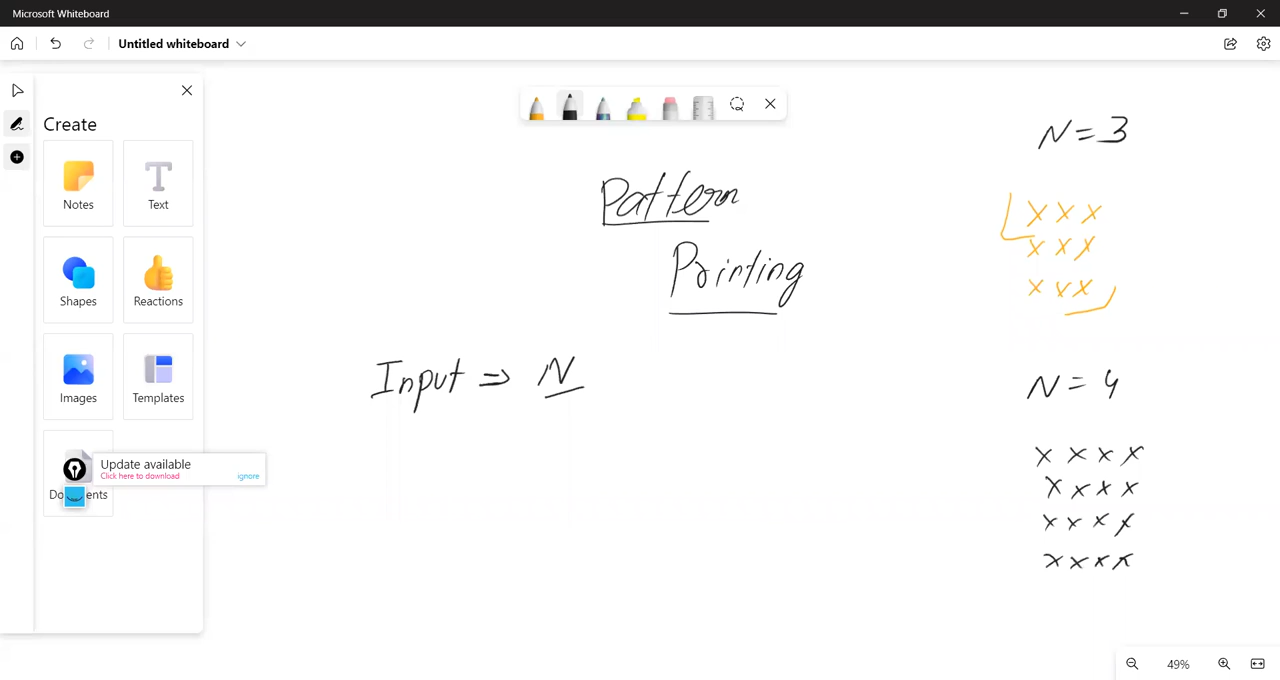 Microsoft Whiteboard
Untitled whiteboard
Create
Notes
Text
Shapes
Reactions
Images
Templates
Update available
Click here to download
ignore
Pattern
Printing
Input ⇒ N
N = 3
x x x
x x x
x x x
N = 4
x x x x
x x x x
x x x x
x x x x
49%